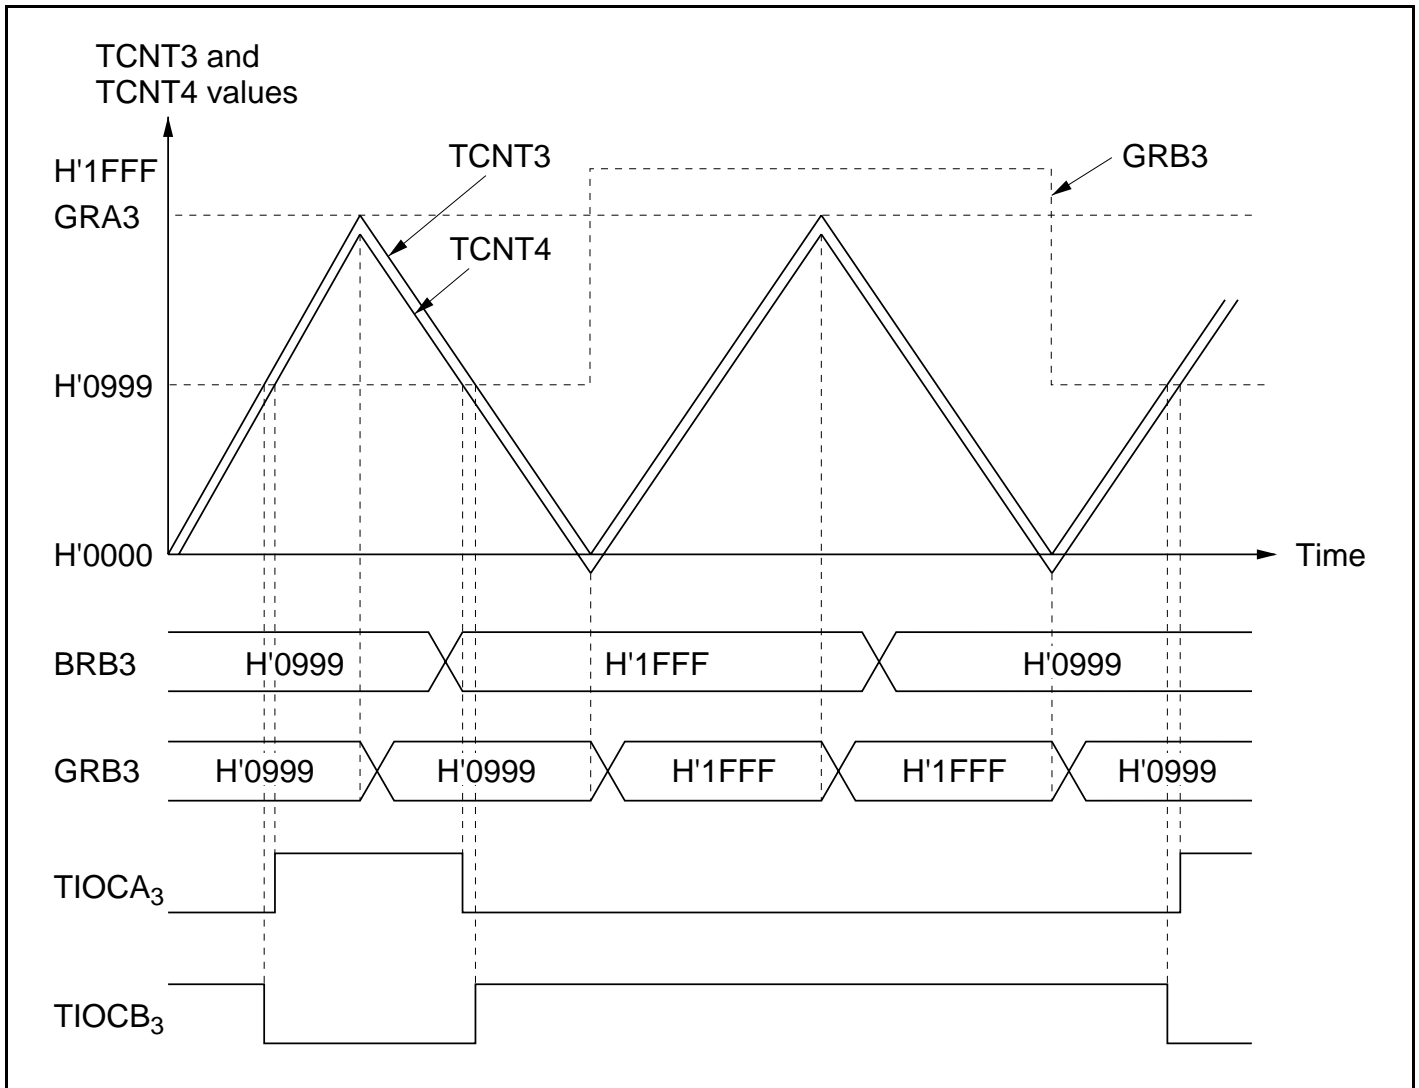 TCNT3 and
TCNT4 values
H'1FFF
TCNT3
GRB3
GRA3
TCNT4
H'0999
H'0000
Time
BRB3
H'0999
H'1FFF
H'0999
GRB3
H'0999
H'0999
H'1FFF
H'1FFF
H'0999
TIOCA3
TIOCB3